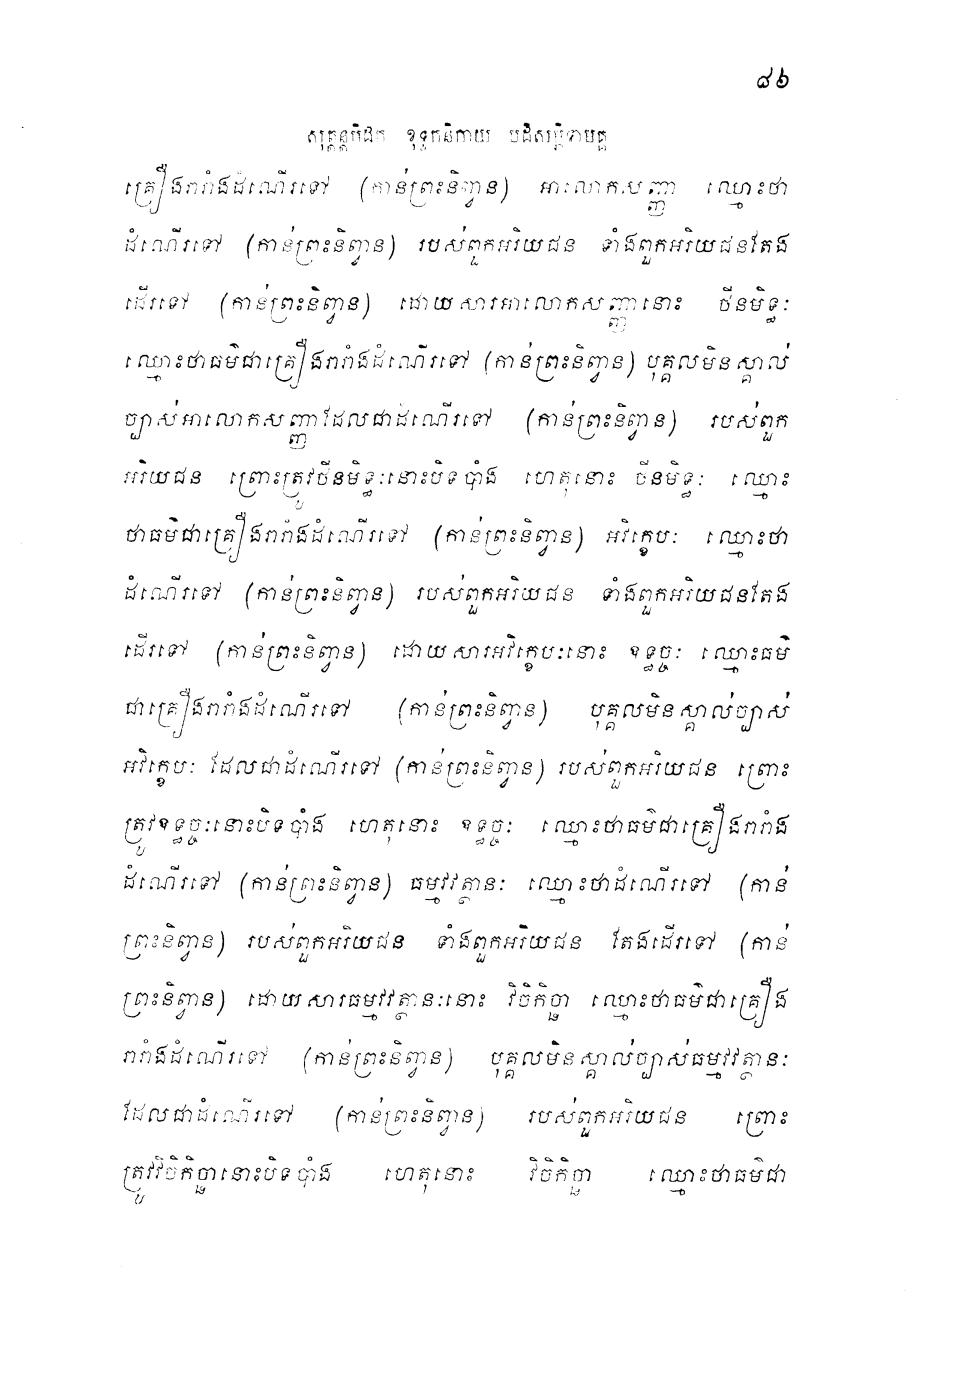 ៨៦
សុត្តន្តបិដក ខុទ្ទកនិកាយ បដិសម្ភិទាមគ្គ
គ្រឿងរារាំងដំណើរទៅ (កាន់ព្រះនិព្វាន) អាលោកសញ្ញា ឈ្មោះថា
ដំណើរទៅ (កាន់ព្រះនិព្វាន) របស់ពួកអរិយជន ទាំងពួកអរិយជនតែង
ដើរទៅ (កាន់ព្រះនិព្វាន) ដោយសារអាលោកសញ្ញានោះ ថីនមិទ្ធៈ
ឈ្មោះថាធម៌ជាគ្រឿងរារាំងដំណើរទៅ (កាន់ព្រះនិព្វាន) បុគ្គលមិនស្គាល់
ច្បាស់អាលោកសញ្ញាដែលជាដំណើរទៅ (កាន់ព្រះនិព្វាន) របស់ពួក
អរិយជន ព្រោះត្រូវថីនមិទ្ធៈនោះបិទបាំង ហេតុនោះ ថីនមិទ្ធៈ ឈ្មោះ
ថាធម៌ជាគ្រឿងរារាំងដំណើរទៅ (កាន់ព្រះនិព្វាន) អវិក្ខេបៈ ឈ្មោះថា
ដំណើរទៅ (កាន់ព្រះនិព្វាន) របស់ពួកអរិយជន ទាំងពួកអរិយជនតែង
ដើរទៅ (កាន់ព្រះនិព្វាន) ដោយសារអវិក្ខេបៈនោះ ឧទ្ធច្ចៈ ឈ្មោះធម៌
ជាគ្រឿងរារាំងដំណើរទៅ (កាន់ព្រះនិព្វាន) បុគ្គលមិនស្គាល់ច្បាស់
អវិក្ខេបៈ ដែលជាដំណើរទៅ (កាន់ព្រះនិព្វាន) របស់ពួកអរិយជន ព្រោះ
ត្រូវឧទ្ធច្ចៈនោះបិទបាំង ហេតុនោះ ឧទ្ធច្ចៈ ឈ្មោះថាធម៌ជាគ្រឿងរារាំង
ដំណើរទៅ (កាន់ព្រះនិព្វាន) ធម្មវវត្ថានៈ ឈ្មោះថាដំណើរទៅ (កាន់
ព្រះនិព្វាន) របស់ពួកអរិយជន ទាំងពួកអរិយជន តែងដើរទៅ (កាន់
ព្រះនិព្វាន) ដោយសារធម្មវវត្ថានៈនោះ វិចិកិច្ឆា ឈ្មោះថាធម៌ជាគ្រឿង
រារាំងដំណើរទៅ (កាន់ព្រះនិព្វាន) បុគ្គលមិនស្គាល់ច្បាស់ធម្មវវត្ថានៈ
ដែលជាដំណើរទៅ (កាន់ព្រះនិព្វាន) របស់ពួកអរិយជន ព្រោះ
ត្រូវវិចិកិច្ឆានោះបិទបាំង ហេតុនោះ វិចិកិច្ឆា ឈ្មោះថាធម៌ជា